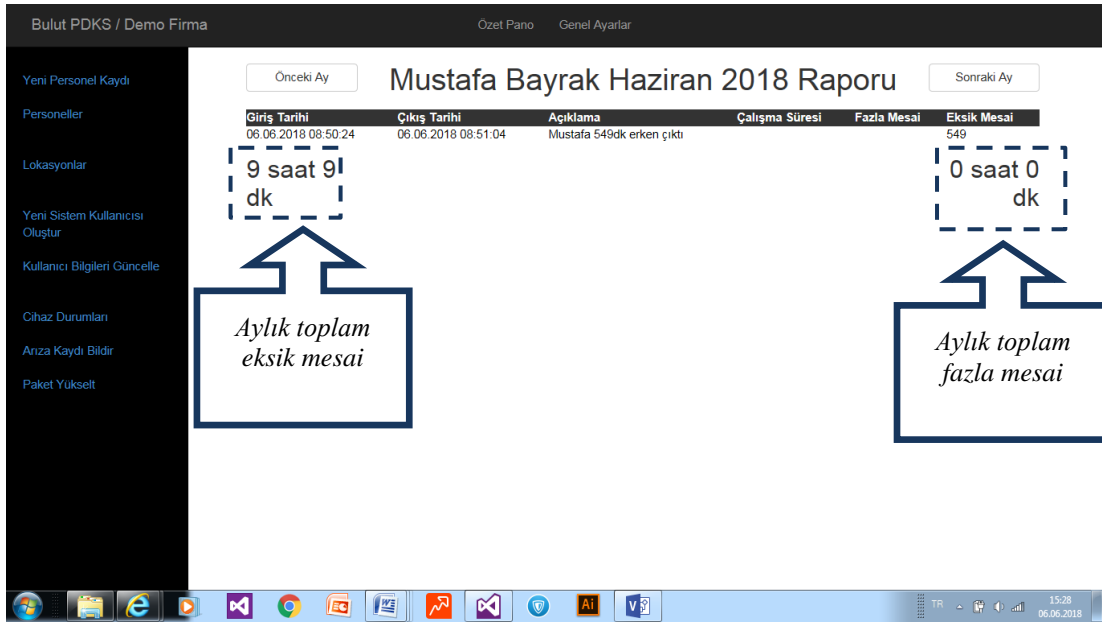 Bulut PDKS / Demo Firma
Özet Pano
Genel Ayarlar
Yeni Personel Kaydı
Personeller
Lokasyonlar
Yeni Sistem Kullanıcısı
Oluştur
Kullanıcı Bilgileri Güncelle
Cihaz Durumları
Arıza Kaydı Bildir
Paket Yükselt
Önceki Ay
Mustafa Bayrak Haziran 2018 Raporu
Sonraki Ay
Giriş Tarihi Çıkış Tarihi Açıklama Çalışma Süresi Fazla Mesai Eksik Mesai
06.06.2018 08:50:24 06.06.2018 08:51:04 Mustafa 549dk erken çıktı 549
9 saat 9
dk
0 saat 0
dk
Aylık toplam
eksik mesai
Aylık toplam
fazla mesai
TR
15:28
06.06.2018